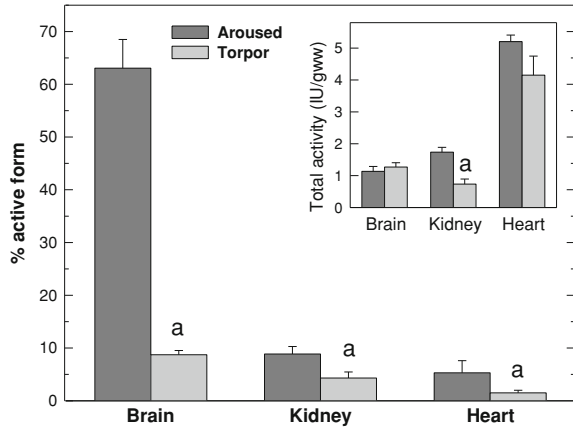 Aroused
Torpor
% active form
70
60
50
40
30
20
10
0
a
a
a
Brain
Kidney
Heart
Total activity (IU/gww)
5
4
3
2
1
0
a
Brain
Kidney
Heart